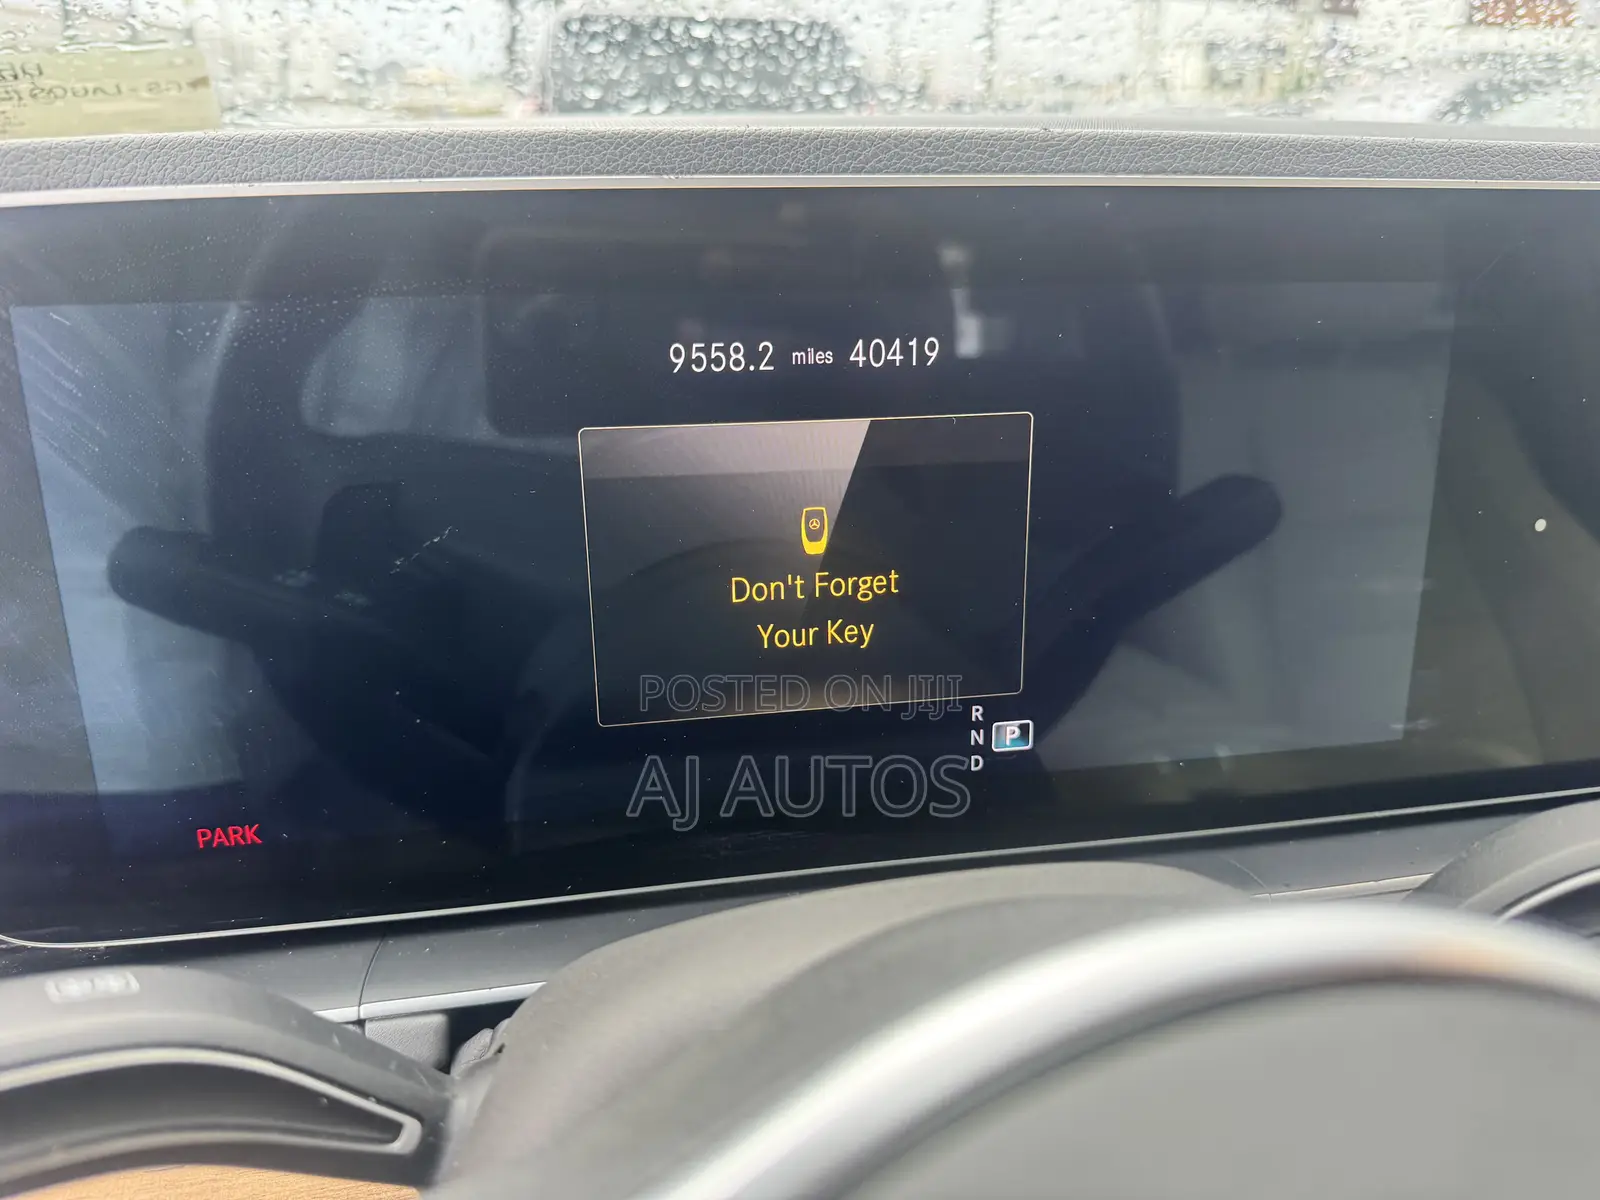 9558.2 miles 40419
Don't Forget
Your Key
POSTED ON JIJI
R
N P
D
AJ AUTOS
PARK